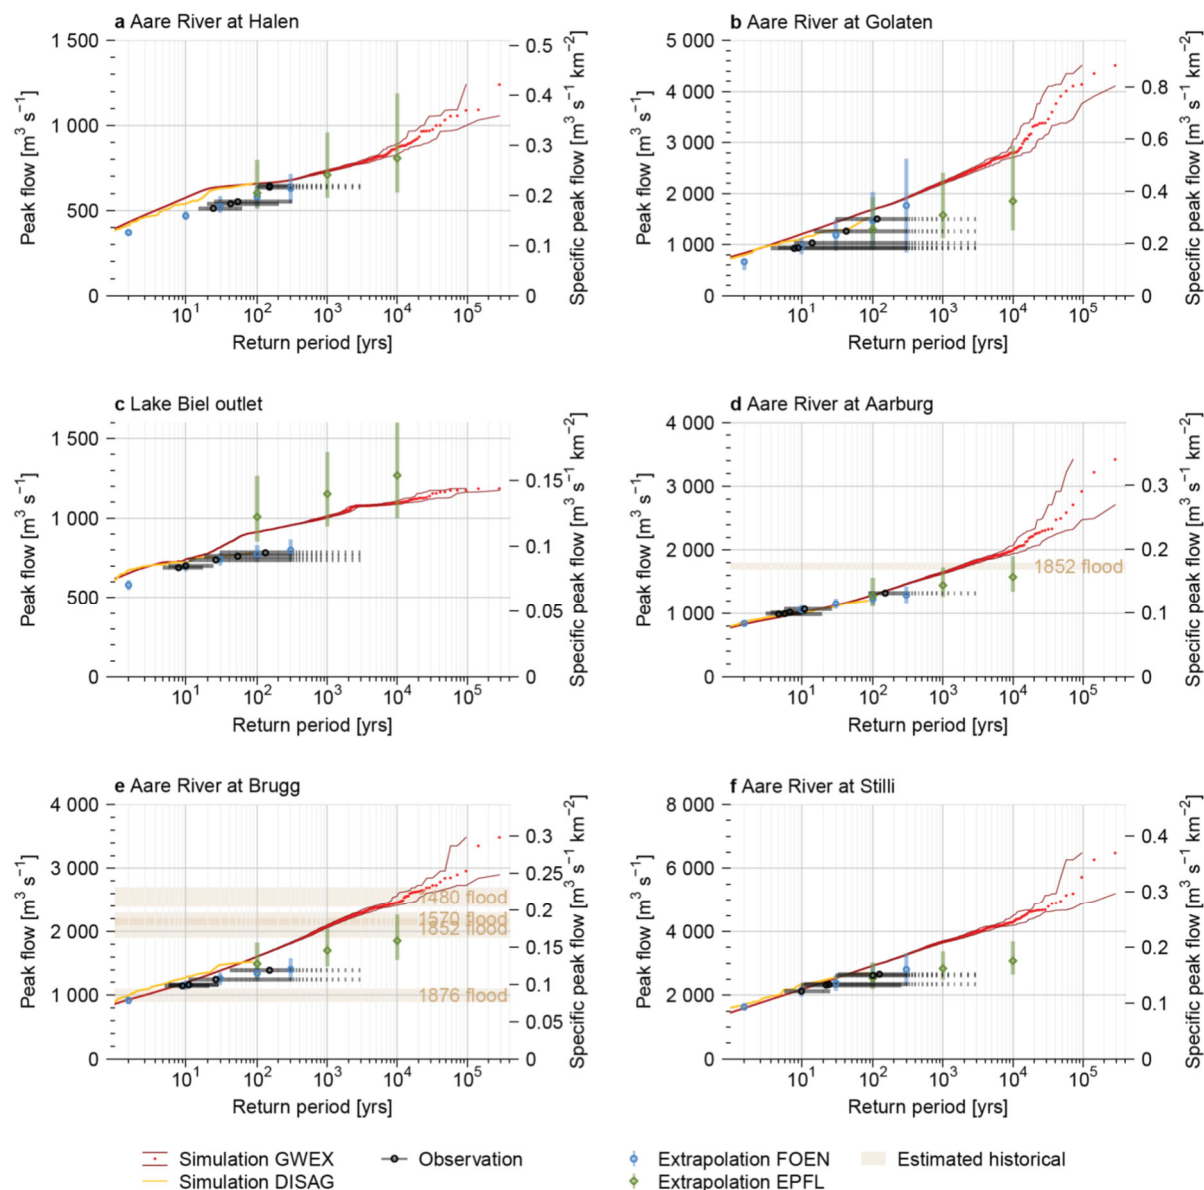 a Aare River at Halen
1 500
1 000
500
0
Peak flow [m³ s⁻¹]
0.5
0.4
0.3
0.2
0.1
0
Specific peak flow [m³ s⁻¹ km⁻²]
10¹ 10² 10³ 10⁴ 10⁵
Return period [yrs]
b Aare River at Golaten
5 000
4 000
3 000
2 000
1 000
0
Peak flow [m³ s⁻¹]
0.8
0.6
0.4
0.2
0
Specific peak flow [m³ s⁻¹ km⁻²]
10¹ 10² 10³ 10⁴ 10⁵
Return period [yrs]
c Lake Biel outlet
1 500
1 000
500
0
Peak flow [m³ s⁻¹]
0.15
0.1
0.05
0
Specific peak flow [m³ s⁻¹ km⁻²]
10¹ 10² 10³ 10⁴ 10⁵
Return period [yrs]
d Aare River at Aarburg
4 000
3 000
2 000
1 000
0
Peak flow [m³ s⁻¹]
1852 flood
0.3
0.2
0.1
0
Specific peak flow [m³ s⁻¹ km⁻²]
10¹ 10² 10³ 10⁴ 10⁵
Return period [yrs]
e Aare River at Brugg
4 000
3 000
2 000
1 000
0
Peak flow [m³ s⁻¹]
1480 flood
1570 flood
1852 flood
1876 flood
0.3
0.25
0.2
0.15
0.1
0.05
0
Specific peak flow [m³ s⁻¹ km⁻²]
10¹ 10² 10³ 10⁴ 10⁵
Return period [yrs]
f Aare River at Stilli
8 000
6 000
4 000
2 000
0
Peak flow [m³ s⁻¹]
0.4
0.3
0.2
0.1
0
Specific peak flow [m³ s⁻¹ km⁻²]
10¹ 10² 10³ 10⁴ 10⁵
Return period [yrs]
Simulation GWEX
Simulation DISAG
Observation
Extrapolation FOEN
Extrapolation EPFL
Estimated historical